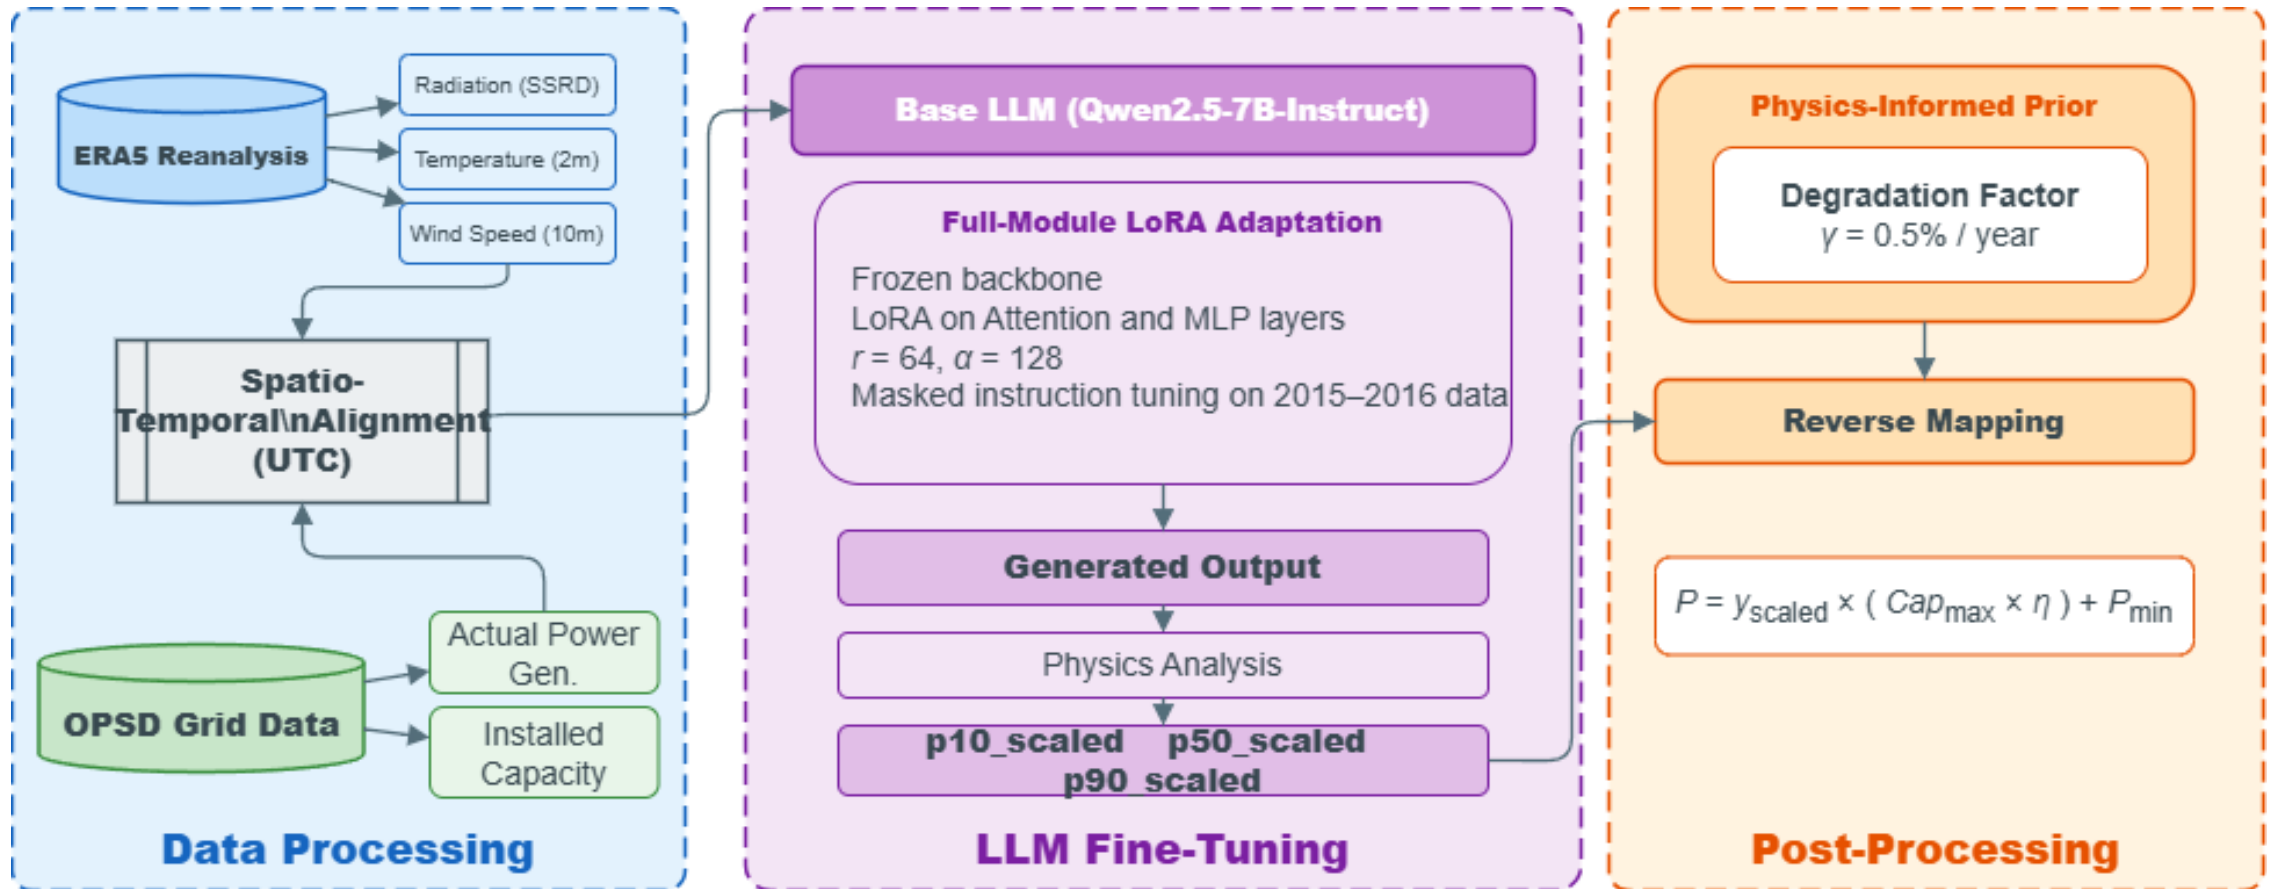 ERA5 Reanalysis
Radiation (SSRD)
Temperature (2m)
Wind Speed (10m)
Spatio-
Temporal\nAlignment
(UTC)
OPSD Grid Data
Actual Power
Gen.
Installed
Capacity
Data Processing
Base LLM (Qwen2.5-7B-Instruct)
Full-Module LoRA Adaptation
Frozen backbone
LoRA on Attention and MLP layers
r = 64, α = 128
Masked instruction tuning on 2015–2016 data
Generated Output
Physics Analysis
p10_scaled p50_scaled
p90_scaled
LLM Fine-Tuning
Physics-Informed Prior
Degradation Factor
γ = 0.5% / year
Reverse Mapping
P = y_scaled × ( Cap_max × η ) + P_min
Post-Processing